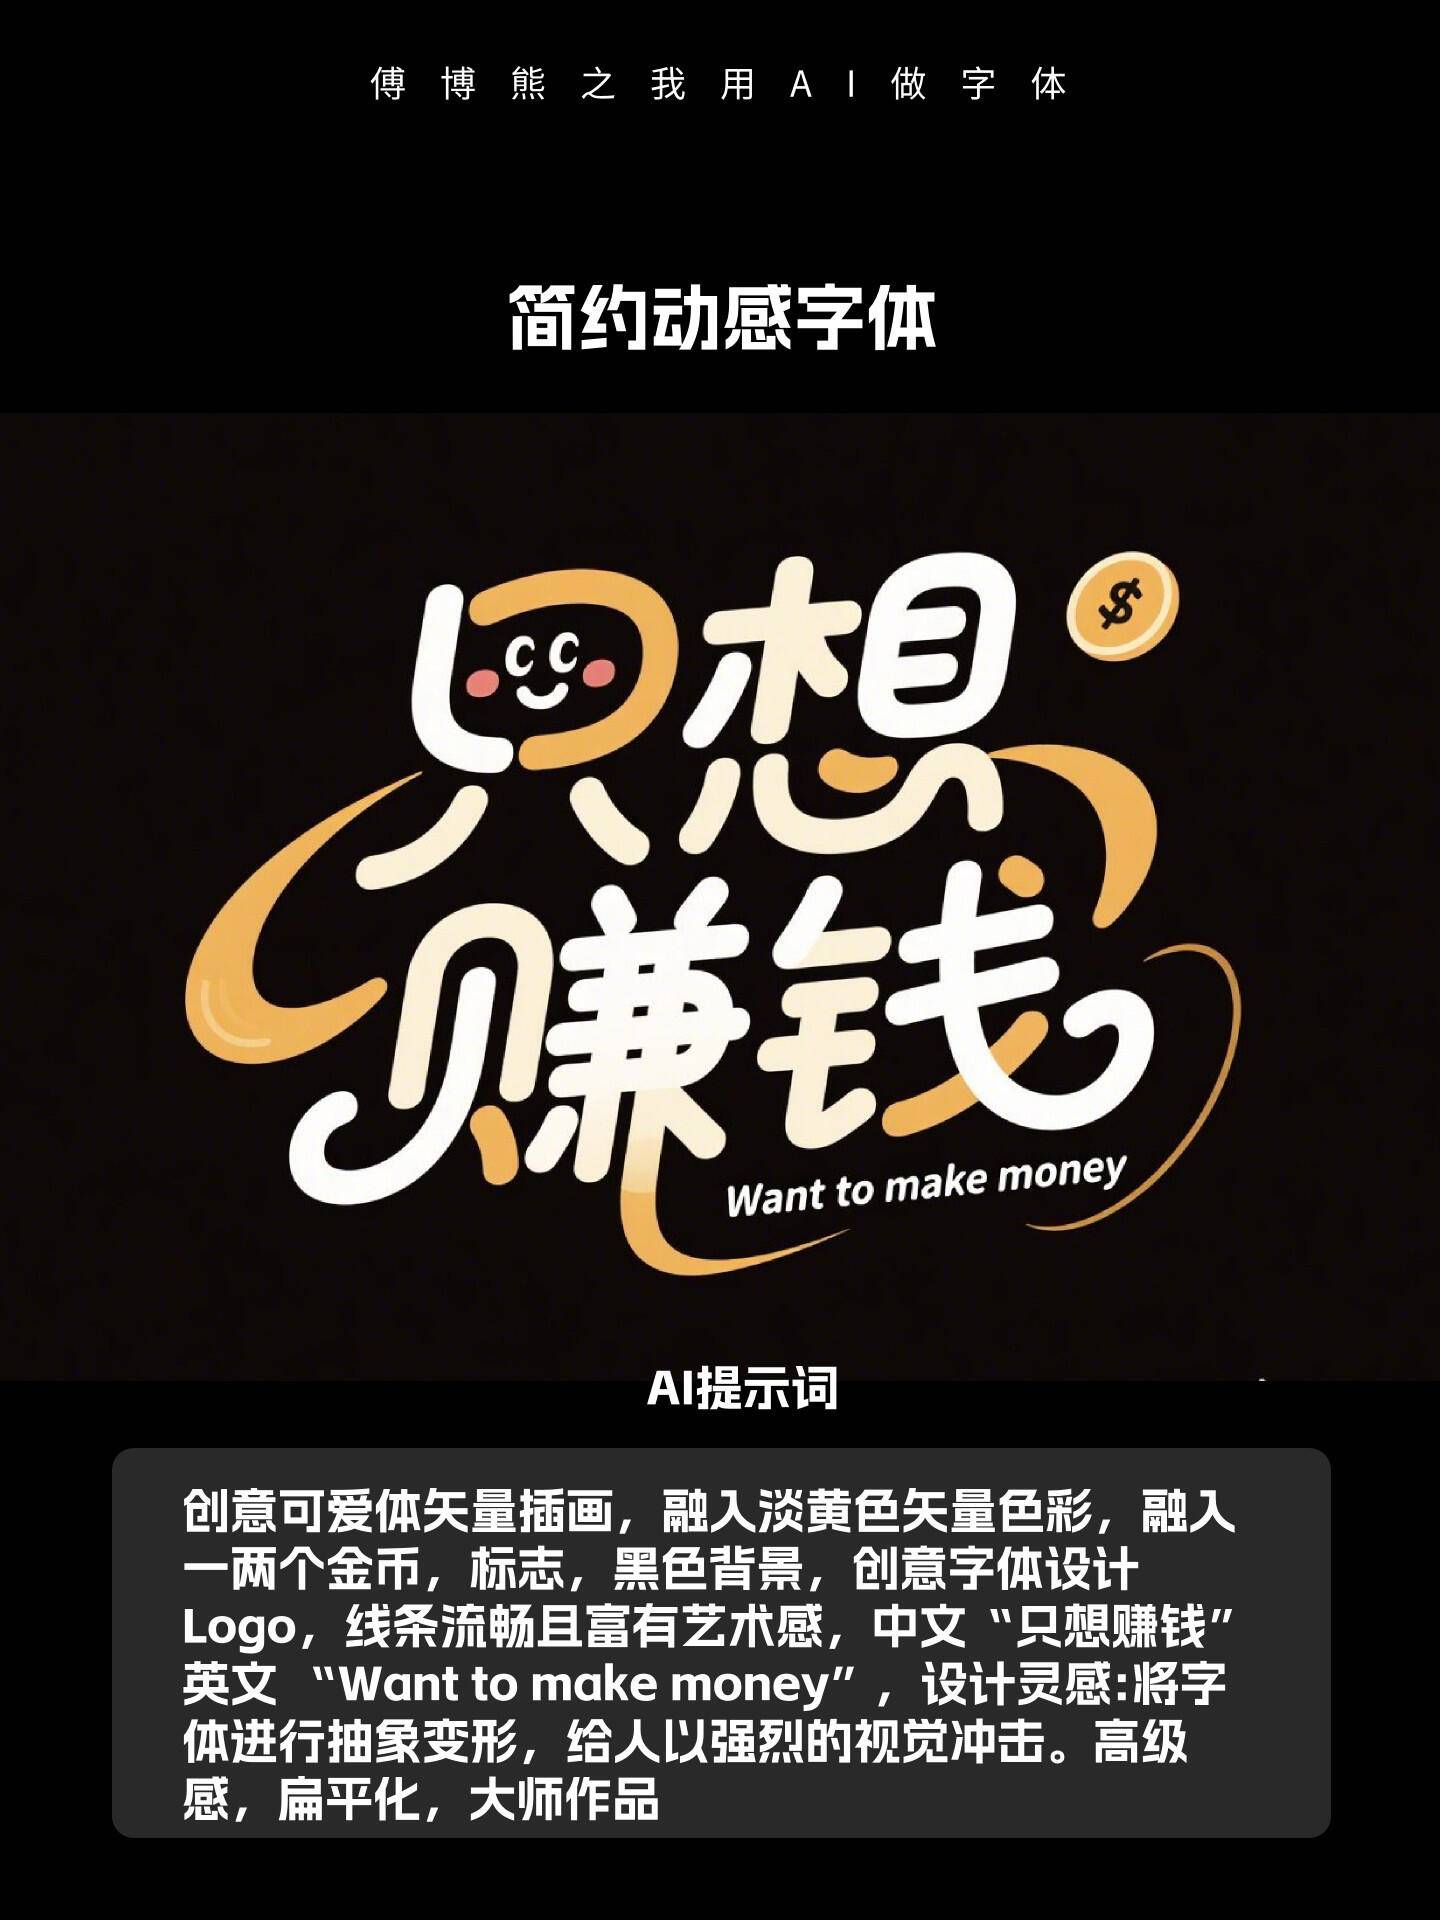 傅博熊之我用AI做字体
简约动感字体
只想
$
赚钱
Want to make money
AI提示词
创意可爱体矢量插画，融入淡黄色矢量色彩，融入
一两个金币，标志，黑色背景，创意字体设计
Logo，线条流畅且富有艺术感，中文“只想赚钱”
英文 “Want to make money”，设计灵感:将字
体进行抽象变形，给人以强烈的视觉冲击。高级
感，扁平化，大师作品